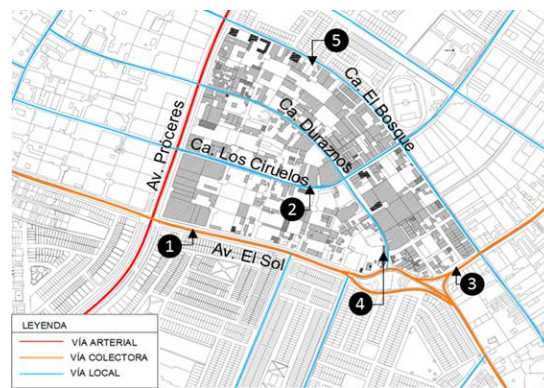 5
Ca. El Bosque
Ca. Duraznos
Av. Próceres
Ca. Los Ciruelos
2
1
Av. El Sol
3
4
LEYENDA
VÍA ARTERIAL
VÍA COLECTORA
VÍA LOCAL